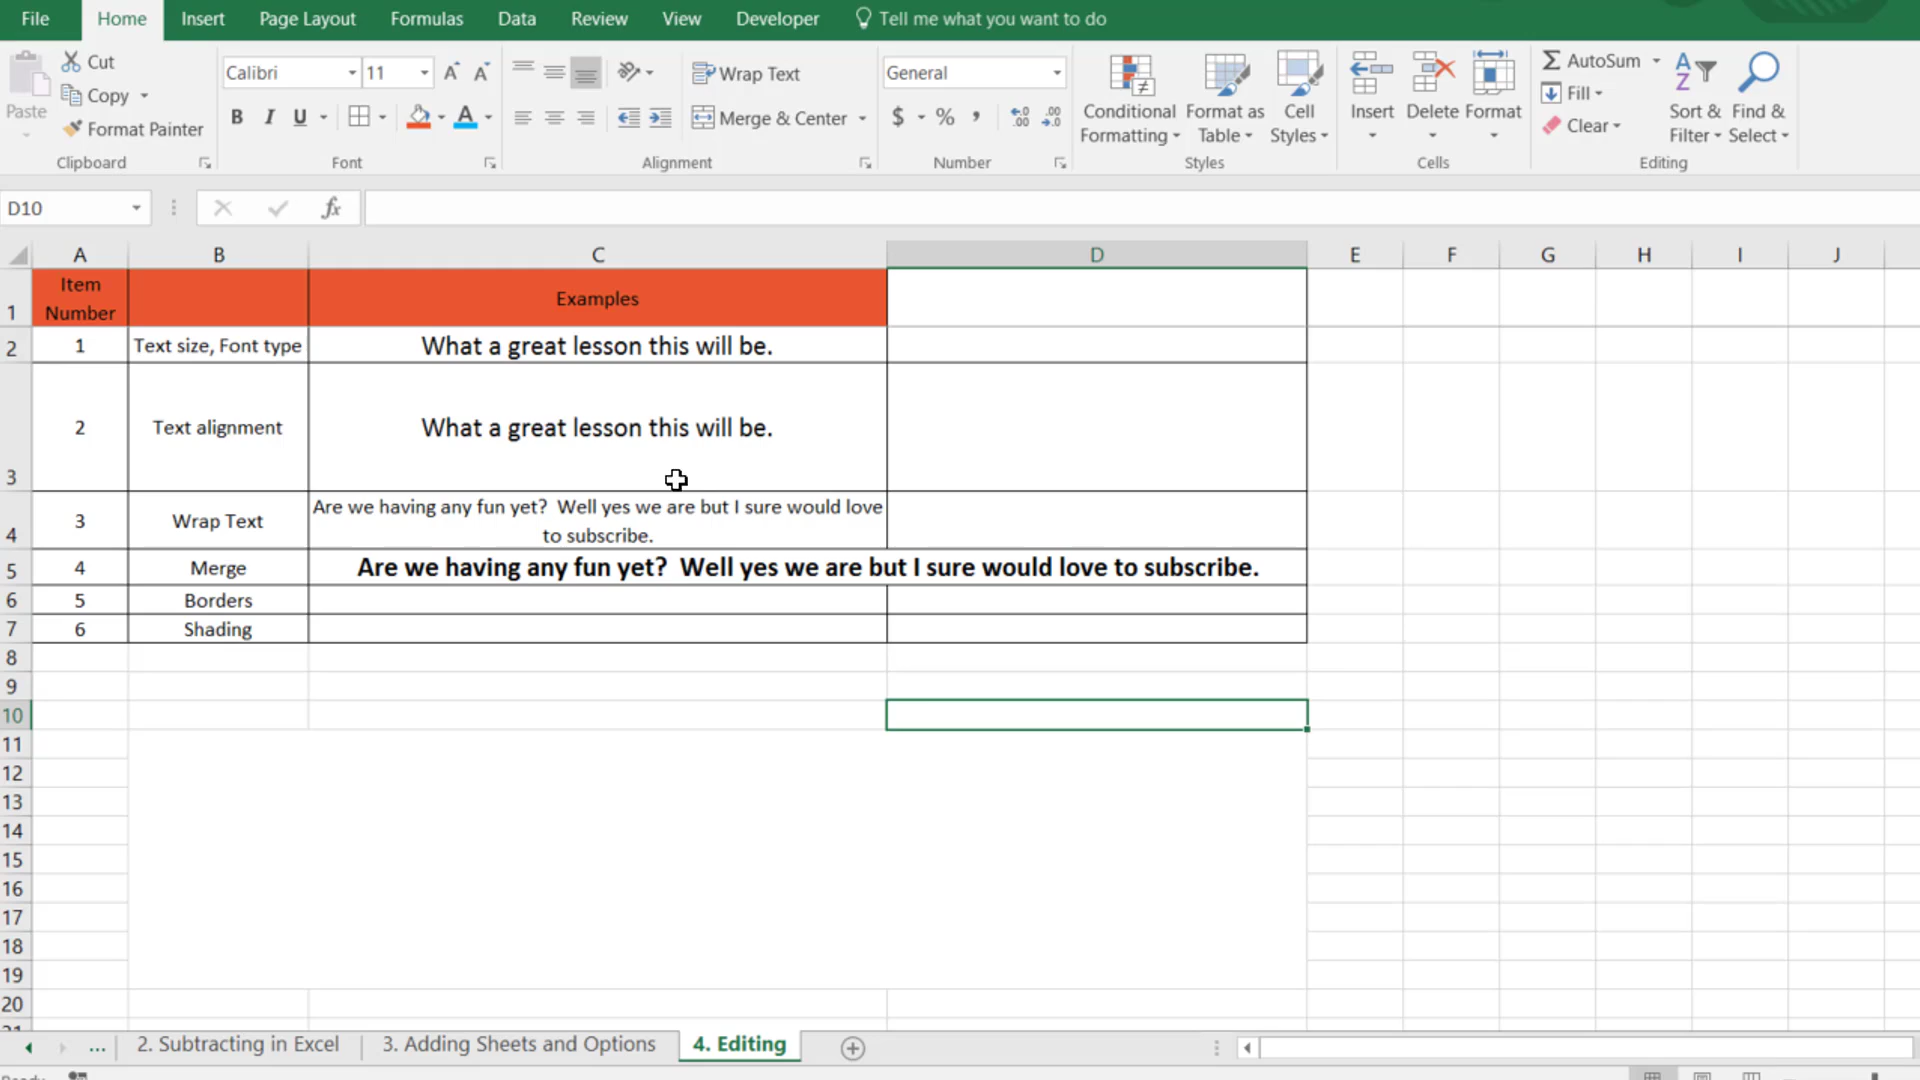 File Home Insert Page Layout Formulas Data Review View Developer Tell me what you want to do
Cut
Copy
Format Painter
Paste
Clipboard
Calibri 11
B I U
Font
Wrap Text
Merge & Center
Alignment
General
$ % ,
Number
Conditional Formatting
Format as Table
Cell Styles
Styles
Insert Delete Format
Cells
AutoSum
Fill
Clear
Sort & Filter
Find & Select
Editing
D10 fx
A B C D E F G H I J
1 Item Number Examples
2 1 Text size, Font type What a great lesson this will be.
3 2 Text alignment What a great lesson this will be.
4 3 Wrap Text Are we having any fun yet? Well yes we are but I sure would love
to subscribe.
5 4 Merge Are we having any fun yet? Well yes we are but I sure would love to subscribe.
6 5 Borders
7 6 Shading
8
9
10
11
12
13
14
15
16
17
18
19
20
... 2. Subtracting in Excel 3. Adding Sheets and Options 4. Editing